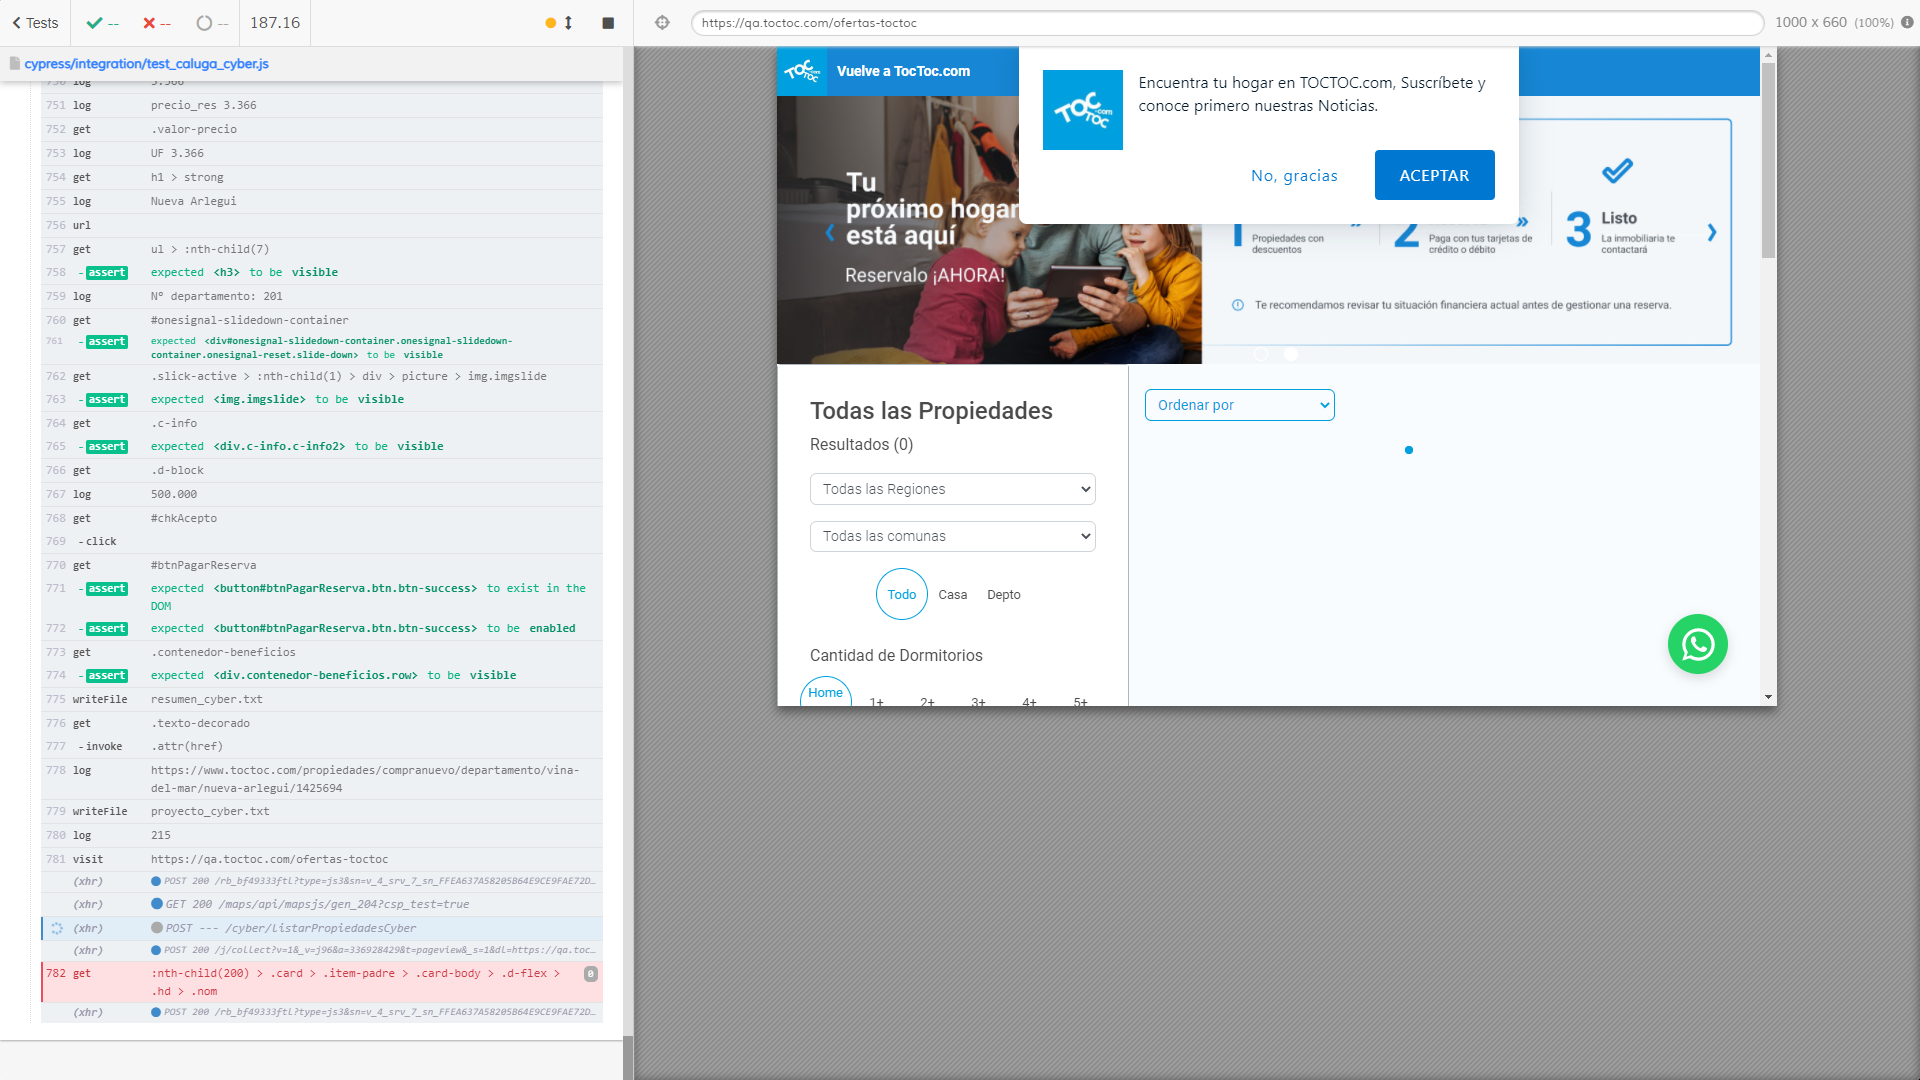 Tests
--
--
--
187.16
https://qa.toctoc.com/ofertas-toctoc
1000 x 660 (100%)
cypress/integration/test_caluga_cyber.js
750 log 3.366
751 log precio_res 3.366
752 get .valor-precio
753 log UF 3.366
754 get h1 > strong
755 log Nueva Arlegui
756 url
757 get ul > :nth-child(7)
758 -assert expected <h3> to be visible
759 log Nº departamento: 201
760 get #onesignal-slidedown-container
761 -assert expected <div#onesignal-slidedown-container.onesignal-slidedown-
container.onesignal-reset.slide-down> to be visible
762 get .slick-active > :nth-child(1) > div > picture > img.imgslide
763 -assert expected <img.imgslide> to be visible
764 get .c-info
765 -assert expected <div.c-info.c-info2> to be visible
766 get .d-block
767 log 500.000
768 get #chkAcepto
769 -click
770 get #btnPagarReserva
771 -assert expected <button#btnPagarReserva.btn.btn-success> to exist in the
DOM
772 -assert expected <button#btnPagarReserva.btn.btn-success> to be enabled
773 get .contenedor-beneficios
774 -assert expected <div.contenedor-beneficios.row> to be visible
775 writeFile resumen_cyber.txt
776 get .texto-decorado
777 -invoke .attr(href)
778 log https://www.toctoc.com/propiedades/compranuevo/departamento/vina-
del-mar/nueva-arlegui/1425694
779 writeFile proyecto_cyber.txt
780 log 215
781 visit https://qa.toctoc.com/ofertas-toctoc
(xhr) POST 200 /rb_bf49333ftl?type=js3&sn=v_4_srv_7_sn_FFEA637A58205B64E9CE9FAE72D...
(xhr) GET 200 /maps/api/mapsjs/gen_204?csp_test=true
(xhr) POST --- /cyber/ListarPropiedadesCyber
(xhr) POST 200 /j/collect?v=1&_v=j96&a=336928429&t=pageview&_s=1&dl=https://qa.toc...
782 get :nth-child(200) > .card > .item-padre > .card-body > .d-flex >
.hd > .nom
0
(xhr) POST 200 /rb_bf49333ftl?type=js3&sn=v_4_srv_7_sn_FFEA637A58205B64E9CE9FAE72D...
TOC TOC .com
Vuelve a TocToc.com
TOC TOC .com
Encuentra tu hogar en TOCTOC.com, Suscríbete y
conoce primero nuestras Noticias.
No, gracias
ACEPTAR
Tu
próximo hogar
está aquí
Reservalo ¡AHORA!
1
Propiedades con
descuentos
2
Paga con tus tarjetas de
crédito o débito
3 Listo
La inmobiliaria te
contactará
Te recomendamos revisar tu situación financiera actual antes de gestionar una reserva.
Todas las Propiedades
Resultados (0)
Todas las Regiones
Todas las comunas
Todo
Casa
Depto
Cantidad de Dormitorios
Home
1+
2+
3+
4+
5+
Ordenar por